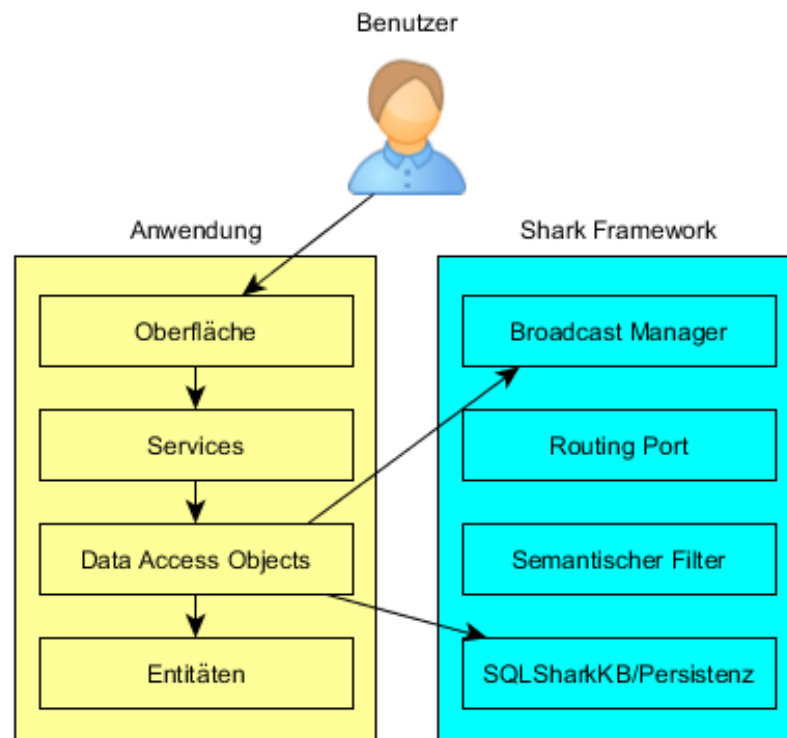 Benutzer
Anwendung
Oberfläche
Services
Data Access Objects
Entitäten
Shark Framework
Broadcast Manager
Routing Port
Semantischer Filter
SQLSharkKB/Persistenz